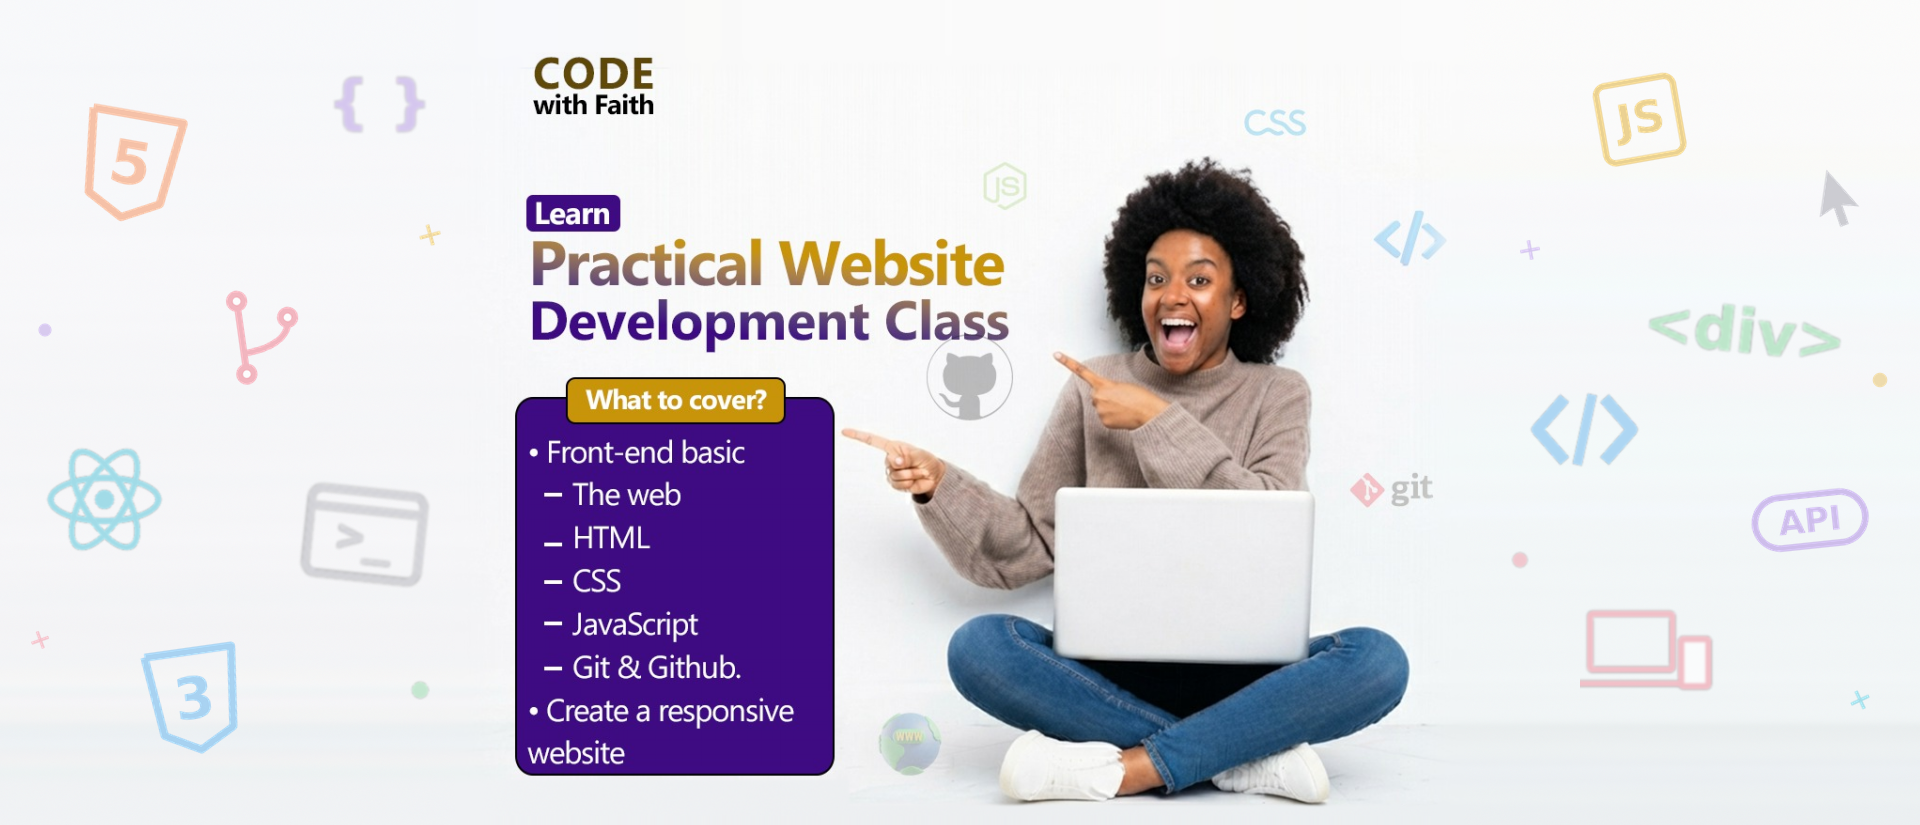 CODE
with Faith
Learn
Practical Website
Development Class
What to cover?
• Front-end basic
– The web
– HTML
– CSS
– JavaScript
– Git & Github.
• Create a responsive
website
5
{ }
>_
3
JS
CSS
</>
git
WWW
JS
<div>
</>
API